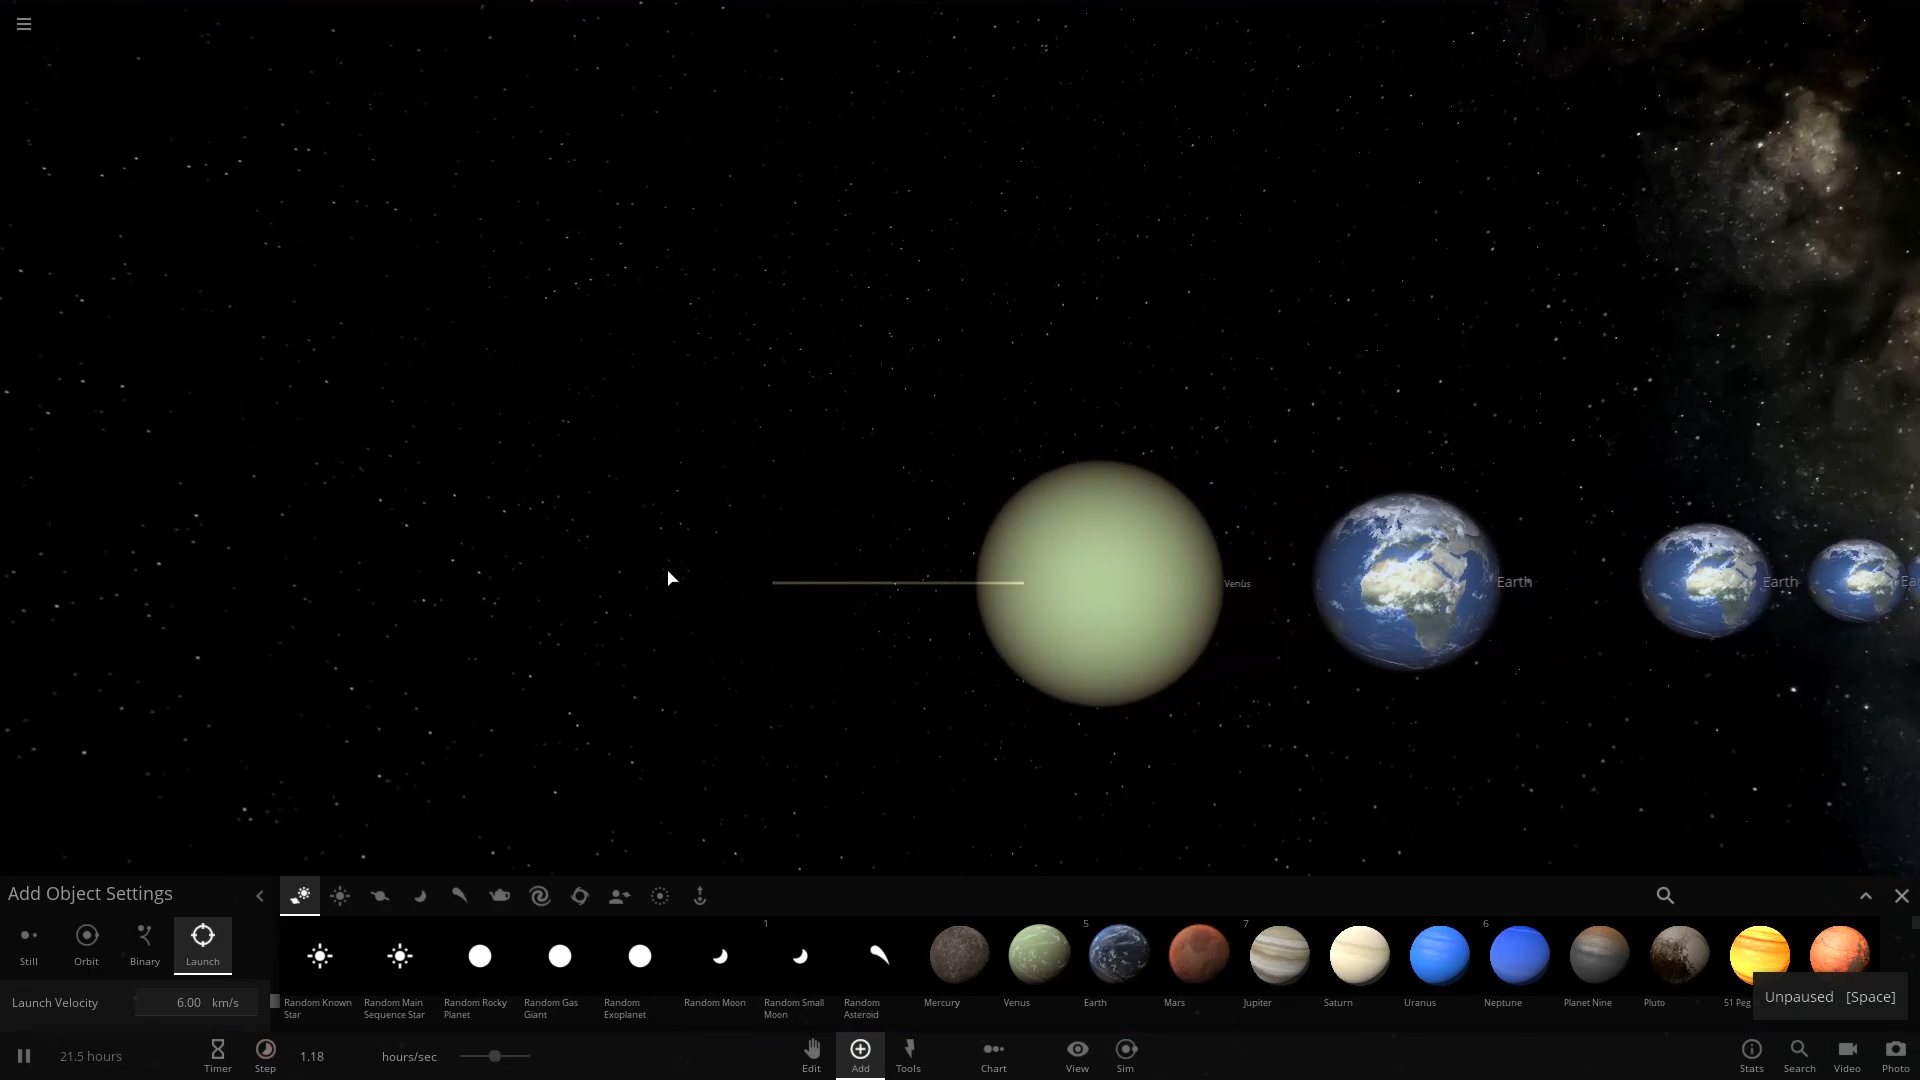 Venus
Earth
Earth
Add Object Settings
Still
Orbit
Binary
Launch
Launch Velocity
6.00 km/s
1
5
7
6
Random Known Star
Random Main Sequence Star
Random Rocky Planet
Random Gas Giant
Random Exoplanet
Random Moon
Random Small Moon
Random Asteroid
Mercury
Venus
Earth
Mars
Jupiter
Saturn
Uranus
Neptune
Planet Nine
Pluto
51 Peg
Unpaused [Space]
21.5 hours
Timer
Step
1.18
hours/sec
Edit
Add
Tools
Chart
View
Sim
Stats
Search
Video
Photo